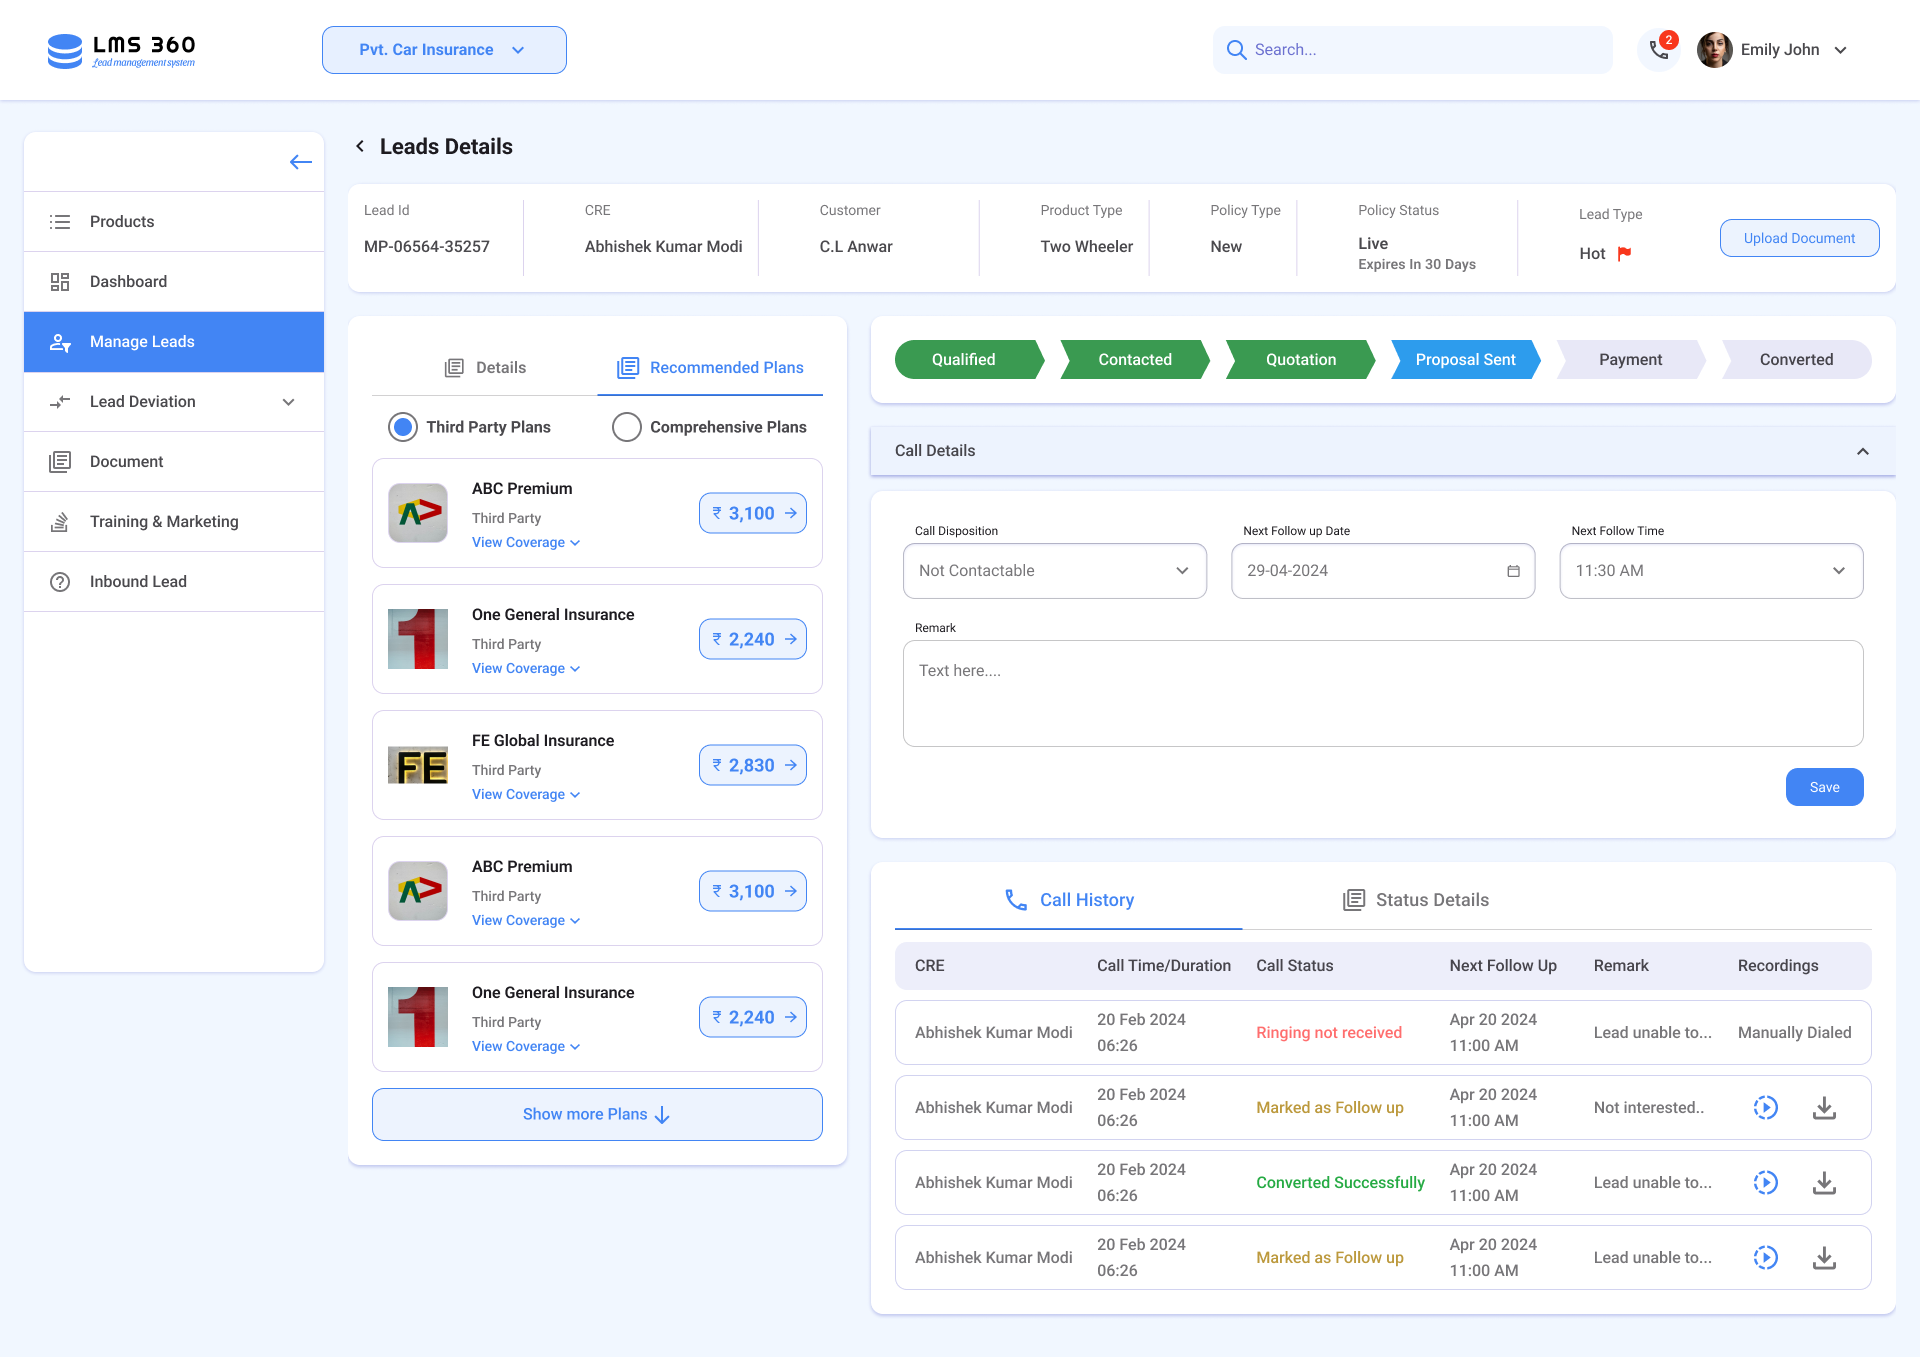 LMS 360
Lead management system
Pvt. Car Insurance
Search...
2
Emily John
Products
Dashboard
Manage Leads
Lead Deviation
Document
Training & Marketing
Inbound Lead
Leads Details
Lead Id
MP-06564-35257
CRE
Abhishek Kumar Modi
Customer
C.L Anwar
Product Type
Two Wheeler
Policy Type
New
Policy Status
Live
Expires In 30 Days
Lead Type
Hot
Upload Document
Details
Recommended Plans
Third Party Plans
Comprehensive Plans
ABC Premium
Third Party
View Coverage
₹ 3,100
1
One General Insurance
Third Party
View Coverage
₹ 2,240
FE
FE Global Insurance
Third Party
View Coverage
₹ 2,830
ABC Premium
Third Party
View Coverage
₹ 3,100
1
One General Insurance
Third Party
View Coverage
₹ 2,240
Show more Plans
Qualified
Contacted
Quotation
Proposal Sent
Payment
Converted
Call Details
Call Disposition
Not Contactable
Next Follow up Date
29-04-2024
Next Follow Time
11:30 AM
Remark
Text here....
Save
Call History
Status Details
CRE Call Time/Duration Call Status Next Follow Up Remark Recordings
Abhishek Kumar Modi
20 Feb 2024
06:26
Ringing not received
Apr 20 2024
11:00 AM
Lead unable to...
Manually Dialed
Abhishek Kumar Modi
20 Feb 2024
06:26
Marked as Follow up
Apr 20 2024
11:00 AM
Not interested..
Abhishek Kumar Modi
20 Feb 2024
06:26
Converted Successfully
Apr 20 2024
11:00 AM
Lead unable to...
Abhishek Kumar Modi
20 Feb 2024
06:26
Marked as Follow up
Apr 20 2024
11:00 AM
Lead unable to...